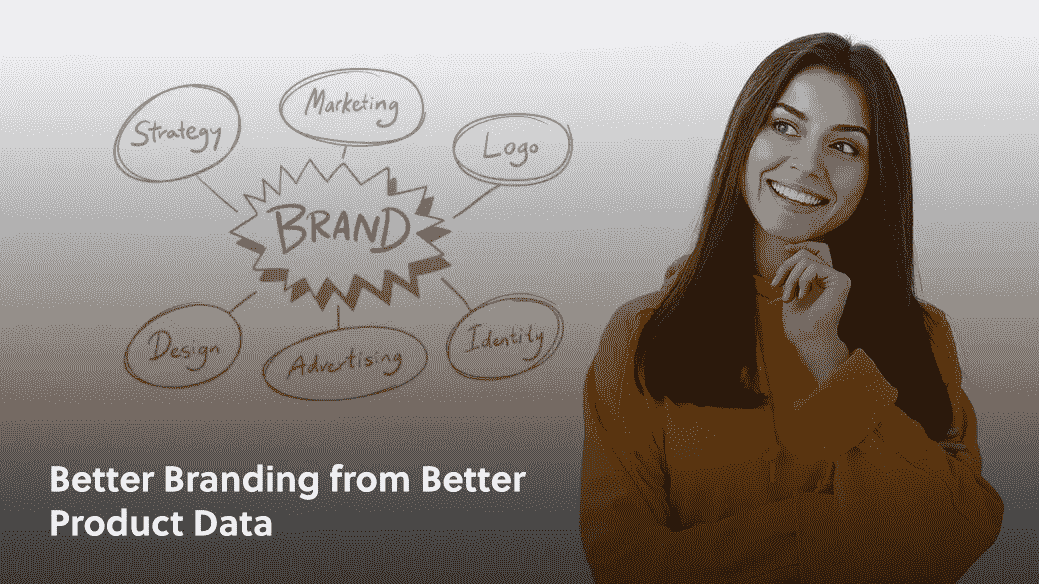 Marketing
Strategy
Logo
BRAND
Design
Advertising
Identity
Better Branding from Better
Product Data